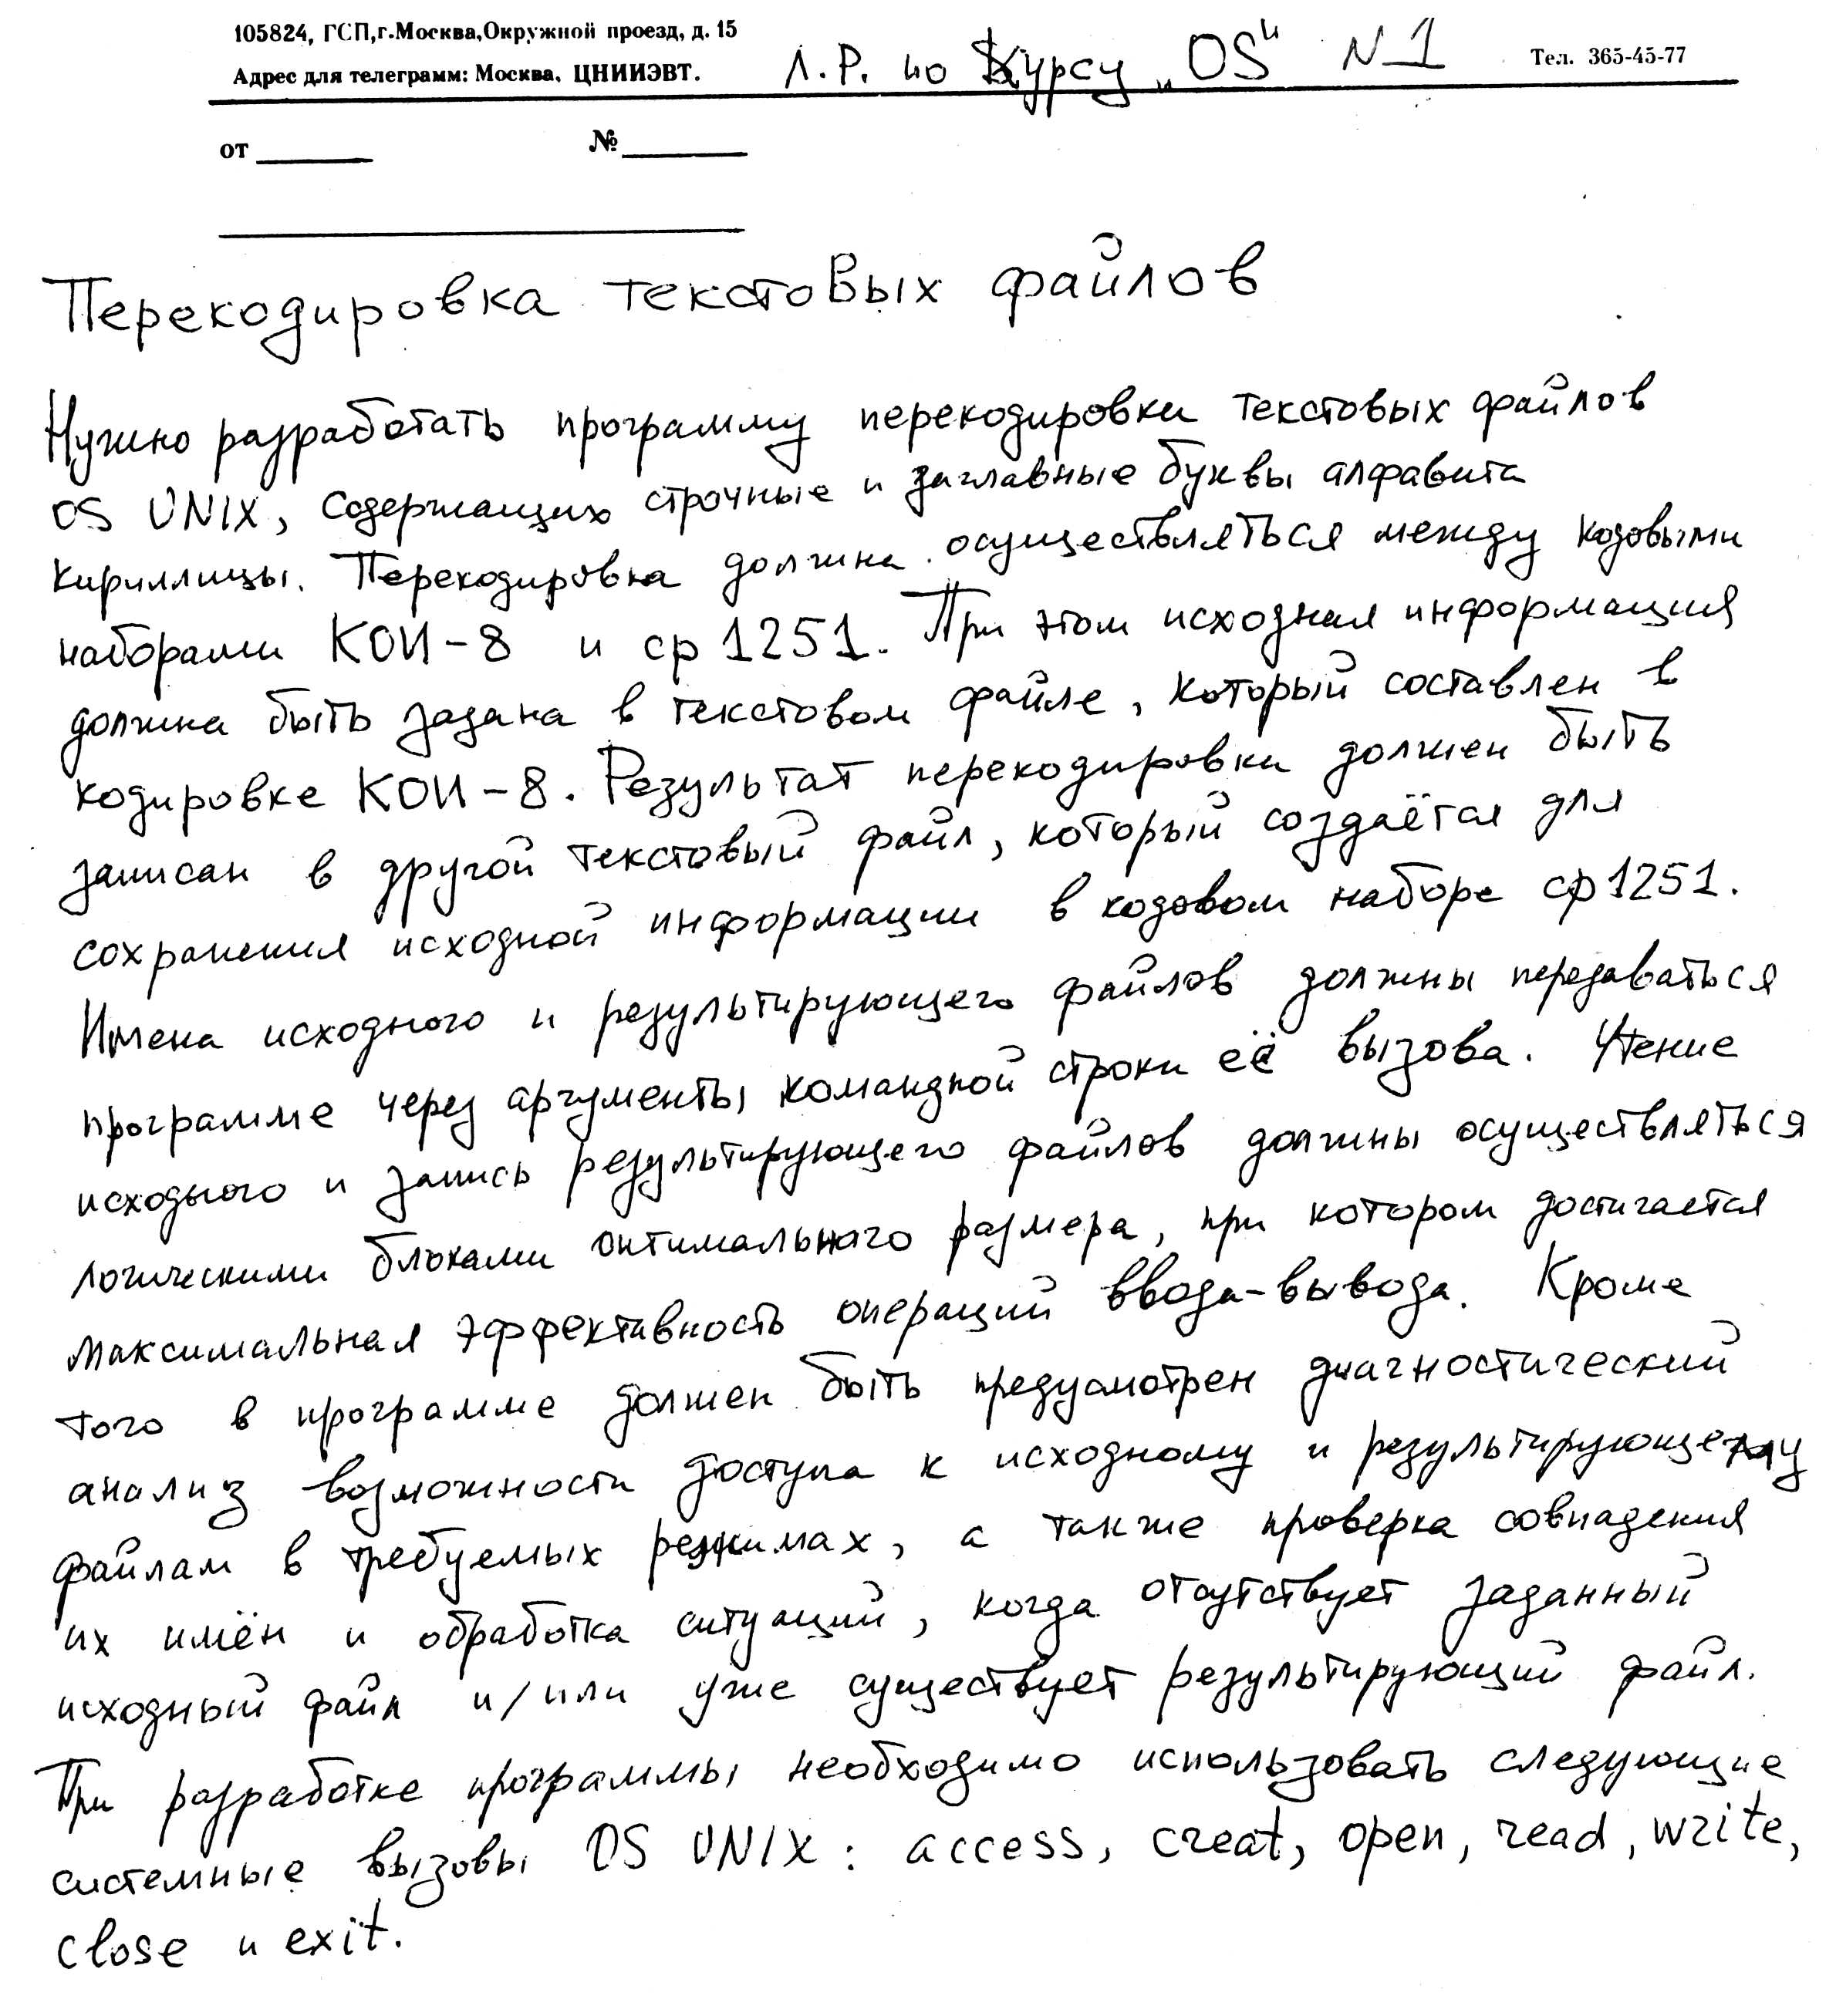 105824, ГСП,г.Москва,Окружной проезд, д. 15
Адрес для телеграмм: Москва, ЦНИИЭВТ.
Л.Р. по Курсу „OS" N 1
Тел. 365-45-77
от
№
Перекодировка текстовых файлов
Нужно разработать программу перекодировки текстовых файлов
OS UNIX, содержащих строчные и заглавные буквы алфавита
кириллицы. Перекодировка должна осуществляться между кодовыми
наборами КОИ-8 и cp 1251. При этом исходная информация
должна быть задана в текстовом файле, который составлен в
кодировке КОИ-8. Результат перекодировки должен быть
записан в другой текстовый файл, который создаётся для
сохранения исходной информации в кодовом наборе cp 1251.
Имена исходного и результирующего файлов должны передаваться
программе через аргументы командной строки её вызова. Чтение
исходного и запись результирующего файлов должны осуществляться
логическими блоками оптимального размера, при котором достигается
максимальная эффективность операций ввода-вывода. Кроме
того в программе должен быть предусмотрен диагностический
анализ возможности доступа к исходному и результирующему
файлам в требуемых режимах, а также проверка совпадения
их имён и обработка ситуаций, когда отсутствует заданный
исходный файл и/или уже существует результирующий файл.
При разработке программы необходимо использовать следующие
системные вызовы OS UNIX: access, creat, open, read, write,
close и exit.